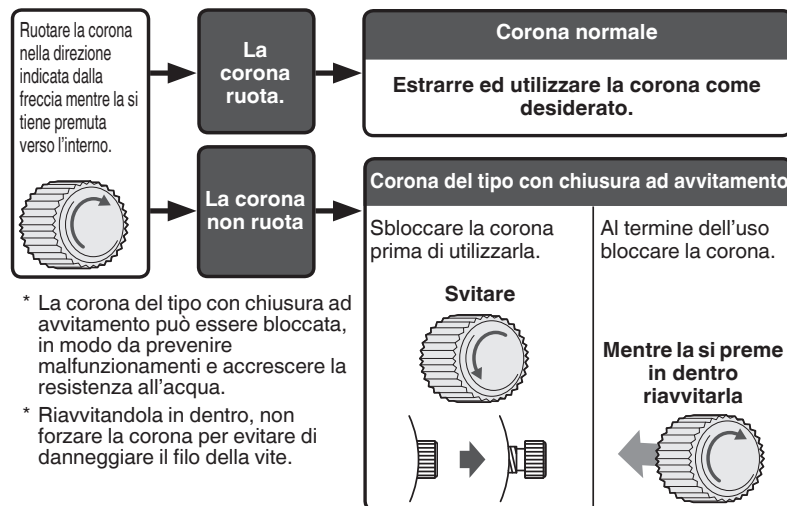 Ruotare la corona
nella direzione
indicata dalla
freccia mentre la si
tiene premuta
verso l'interno.
La
corona
ruota.
Corona normale
Estrarre ed utilizzare la corona come
desiderato.
La corona
non ruota
Corona del tipo con chiusura ad avvitamento
Sbloccare la corona
prima di utilizzarla.
Svitare
Al termine dell'uso
bloccare la corona.
Mentre la si preme
in dentro
riavvitarla
* La corona del tipo con chiusura ad
avvitamento può essere bloccata,
in modo da prevenire
malfunzionamenti e accrescere la
resistenza all'acqua.
* Riavvitandola in dentro, non
forzare la corona per evitare di
danneggiare il filo della vite.